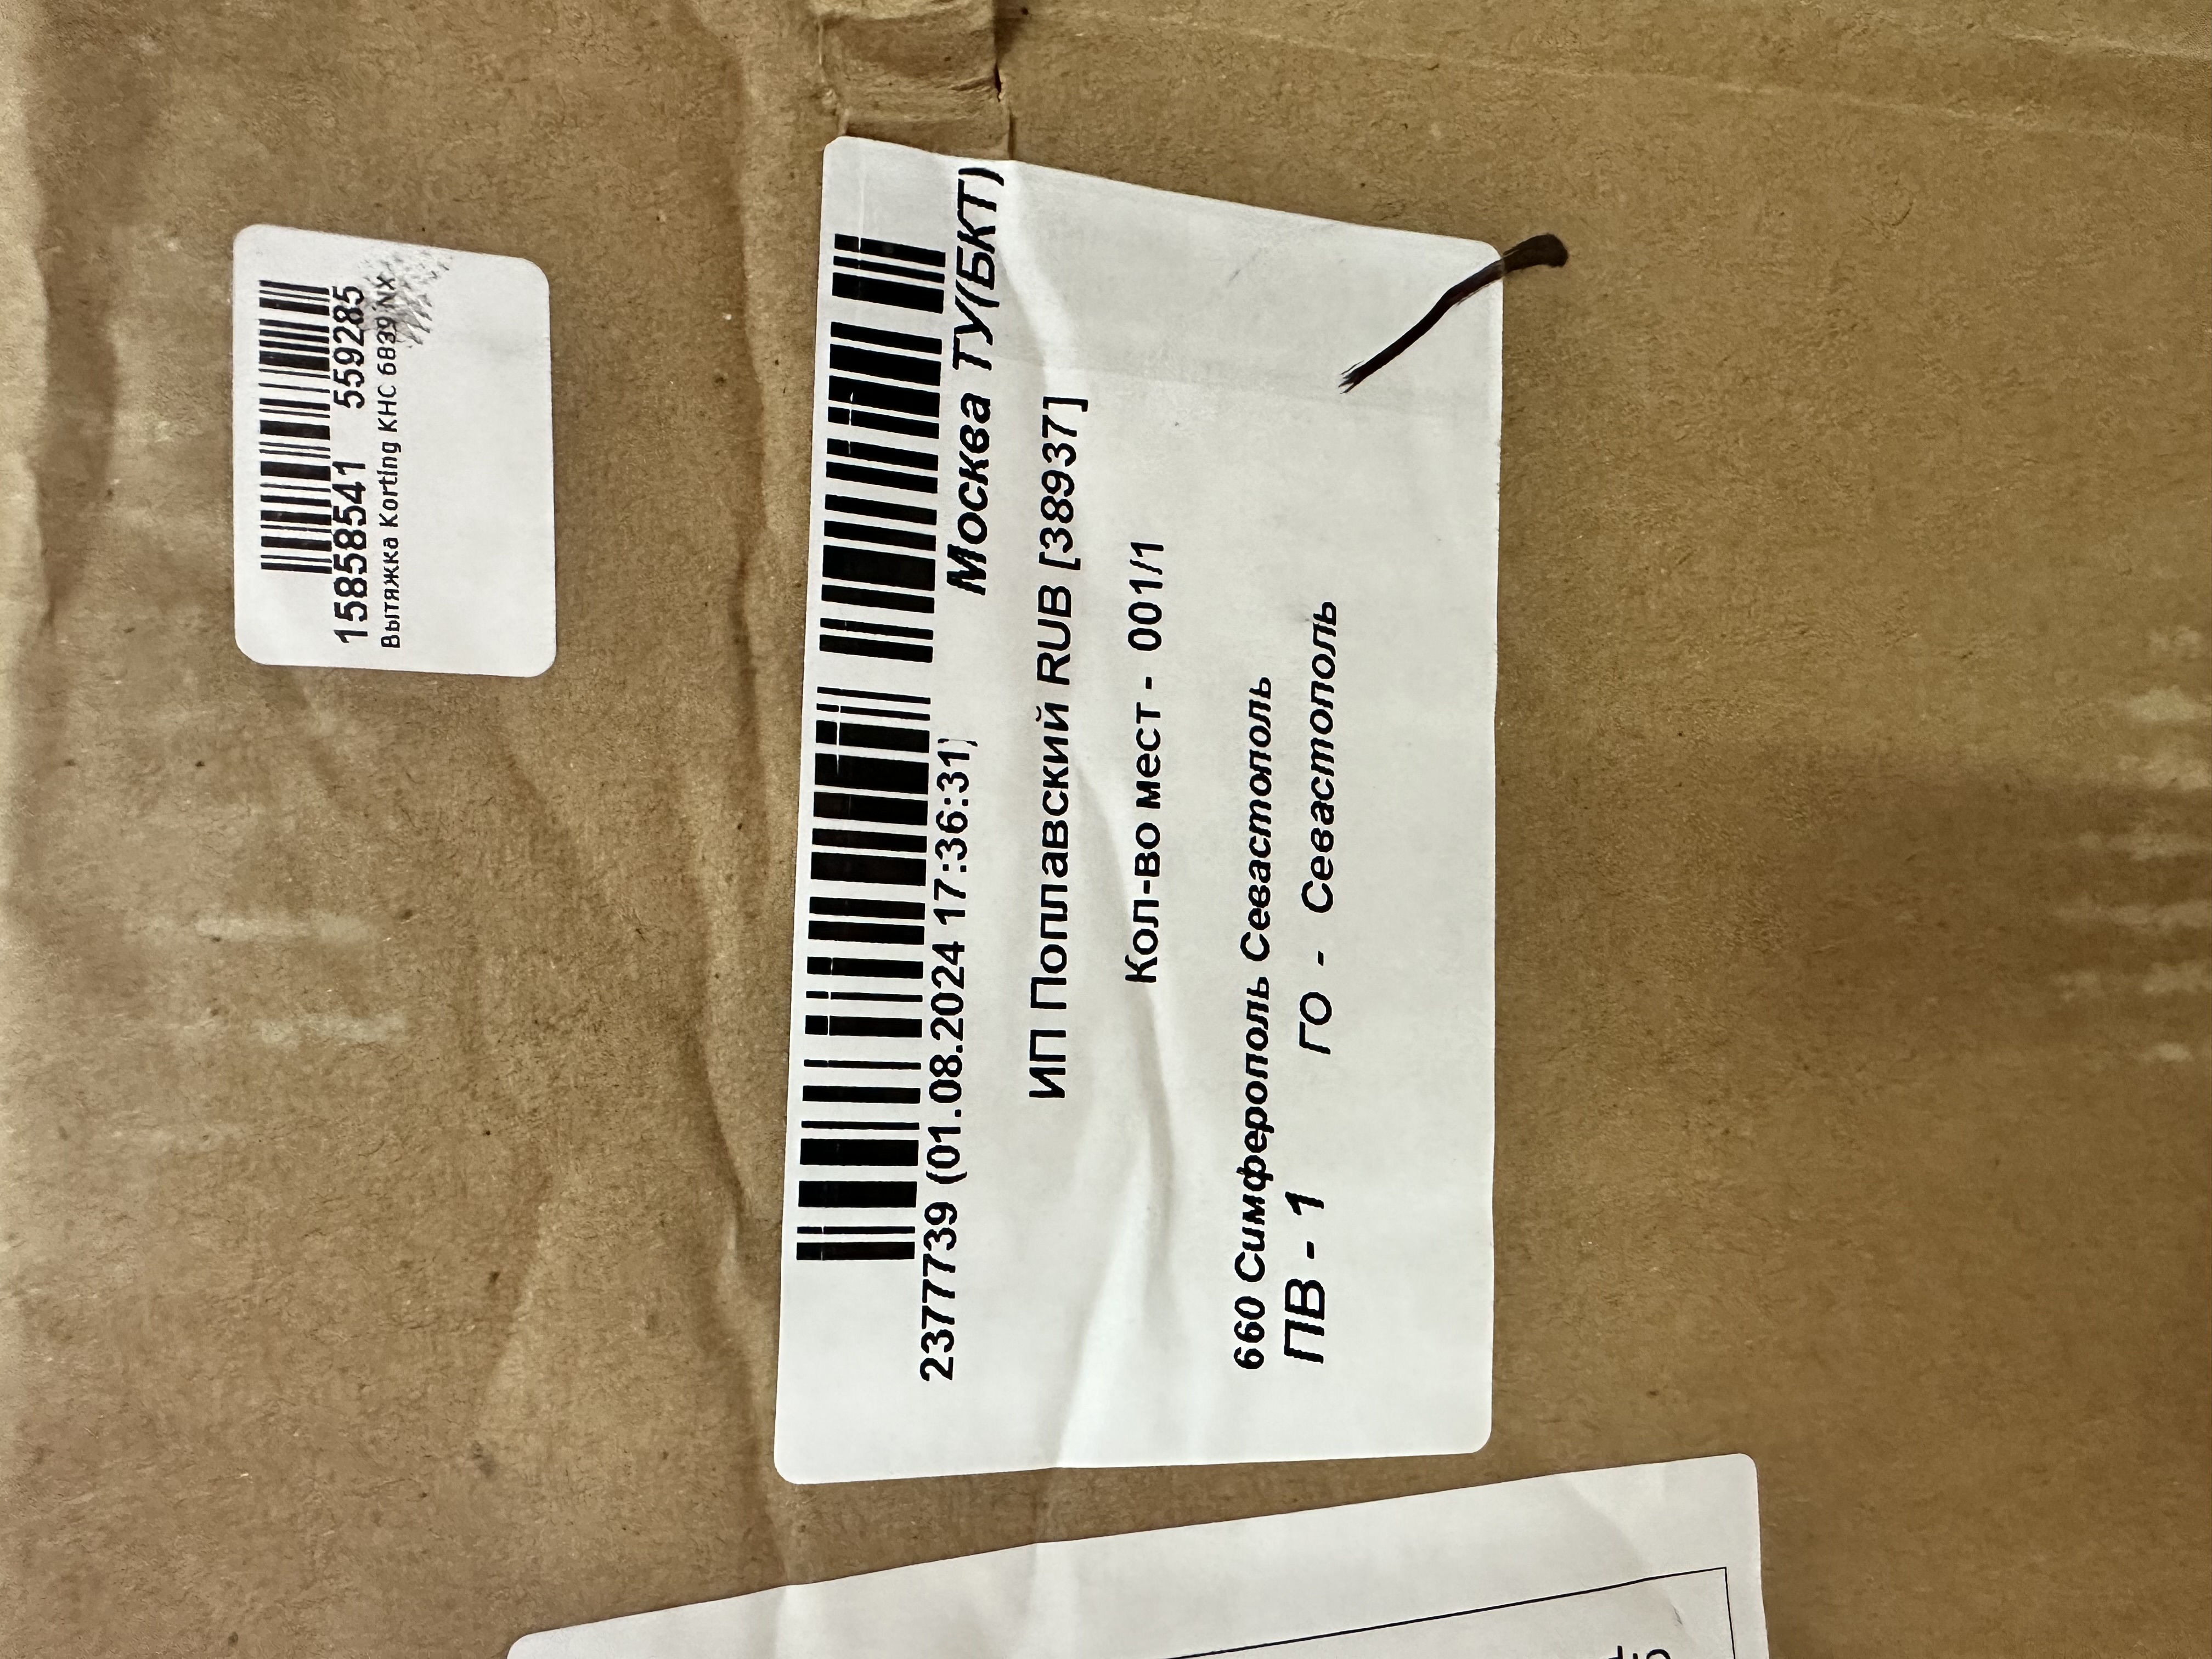 1585858541 559285
Вытяжка Korting KHC 6839 NX
2377739 (01.08.2024 17:36:31)
Москва ТУ(БКТ)
ИП Поплавский RUB [38937]
Кол-во мест - 001/1
660 Симферополь Севастополь
ПВ - 1 ГО - Севастополь